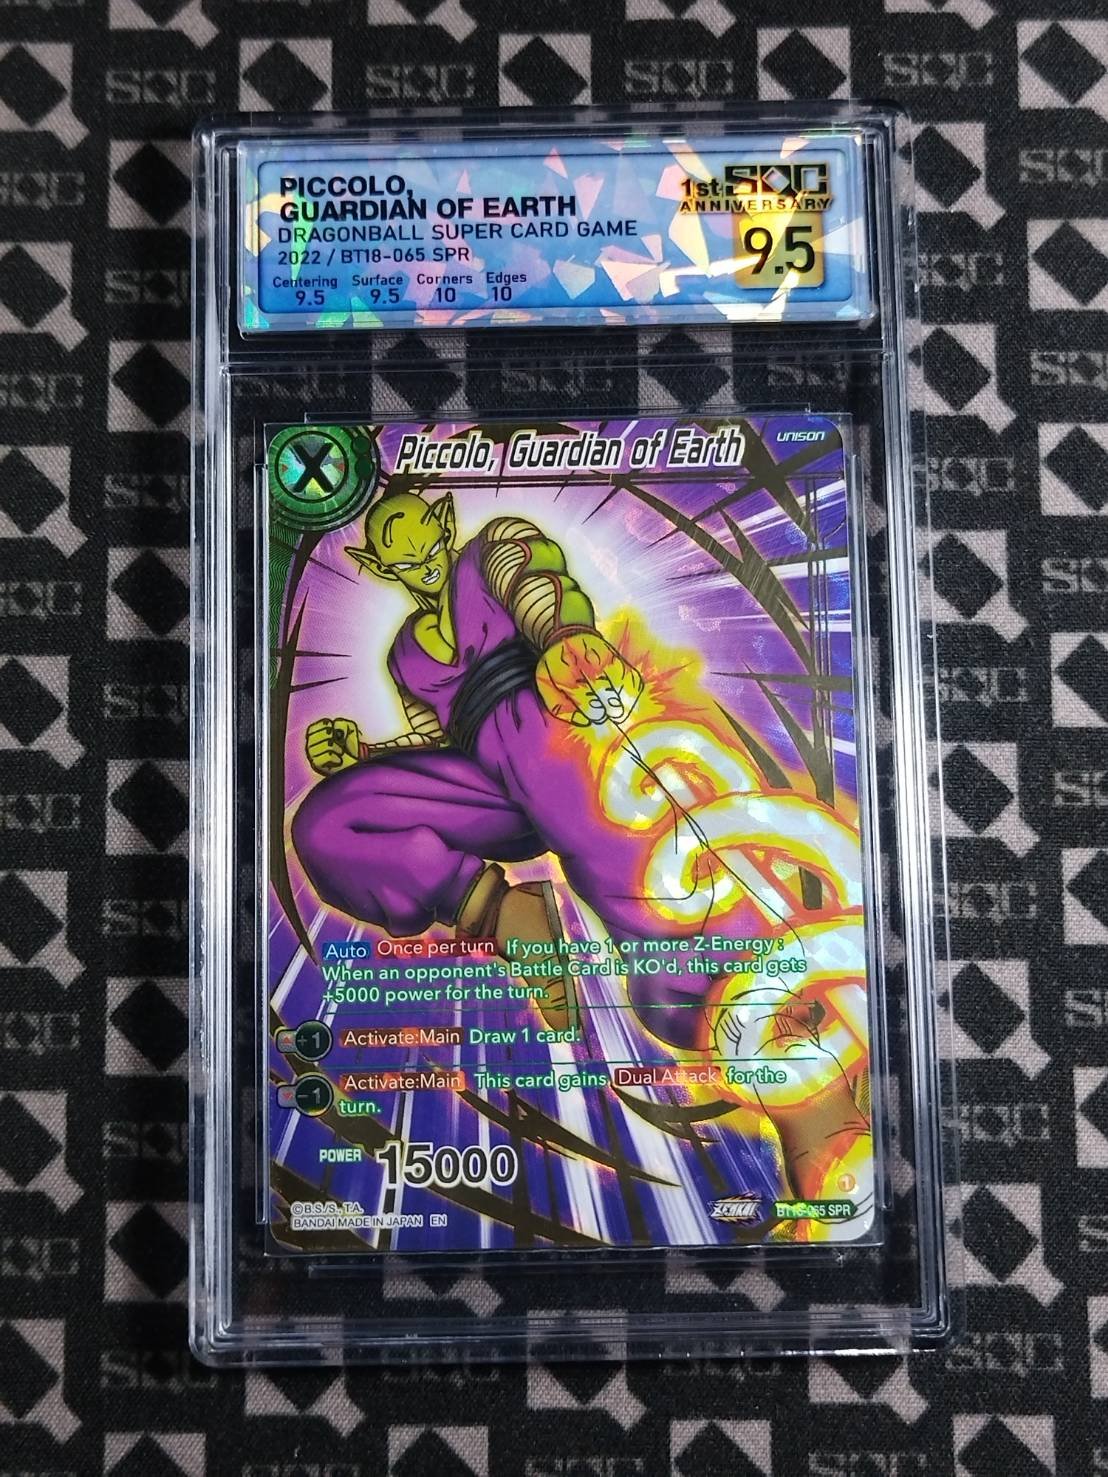 PICCOLO,
GUARDIAN OF EARTH
DRAGONBALL SUPER CARD GAME
2022 / BT18-065 SPR
Centering Surface Corners Edges
9.5 9.5 10 10
1st SQC
ANNIVERSARY
9.5
X
Piccolo, Guardian of Earth
UNISON
Auto Once per turn If you have 1 or more Z-Energy :
When an opponent's Battle Card is KO'd, this card gets
+5000 power for the turn.
+1 Activate:Main Draw 1 card.
-1 Activate:Main This card gains Dual Attack for the
turn.
POWER 15000
1
©B.S./S., T.A.
BANDAI MADE IN JAPAN EN
ZENKAI
BT18-065 SPR
SQC